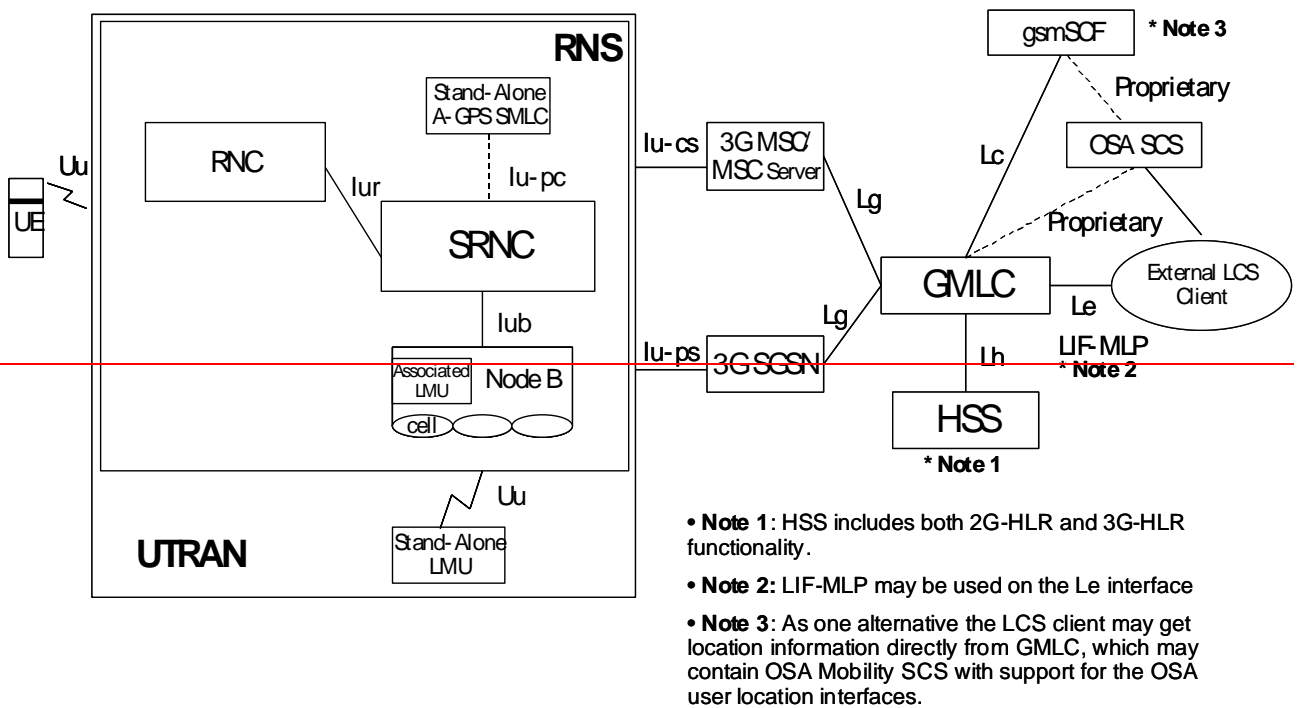 gsmSCF
* Note 3
RNS
Proprietary
Stand-Alone
A-GPS SMLC
3G MSC/
MSC Server
OSA SCS
RNC
Iu-cs
Lc
Uu
Iur
Iu-pc
Lg
UE
SRNC
Proprietary
GMLC
External LCS
Client
Le
Iub
Lg
Iu-ps
3G SGSN
Lh
LIF-MLP
* Note 2
Associated
LMU
Node B
cell
HSS
* Note 1
Uu
UTRAN
Stand-Alone
LMU
• Note 1: HSS includes both 2G-HLR and 3G-HLR
functionality.
• Note 2: LIF-MLP may be used on the Le interface
• Note 3: As one alternative the LCS client may get
location information directly from GMLC, which may
contain OSA Mobility SCS with support for the OSA
user location interfaces.